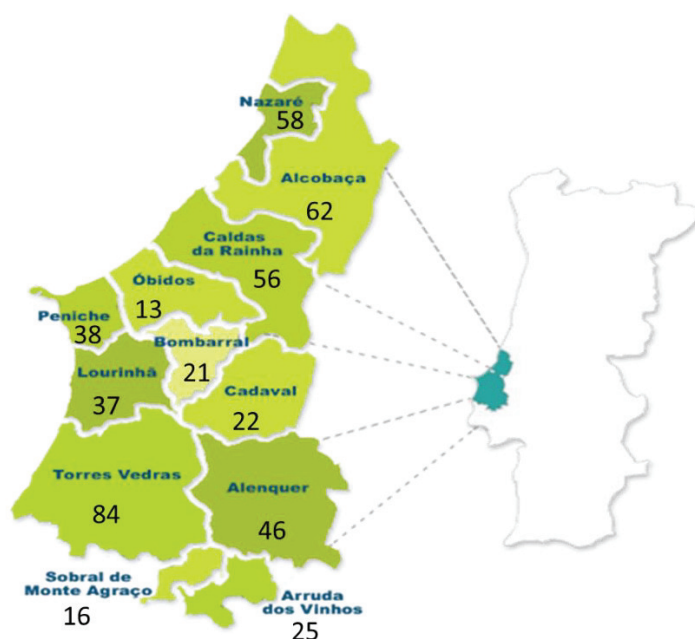 Nazaré
58
Alcobaça
62
Caldas
da Rainha
56
Óbidos
13
Peniche
38
Bombarral
21
Lourinhã
37
Cadaval
22
Torres Vedras
84
Alenquer
46
Sobral de
Monte Agraço
16
Arruda
dos Vinhos
25